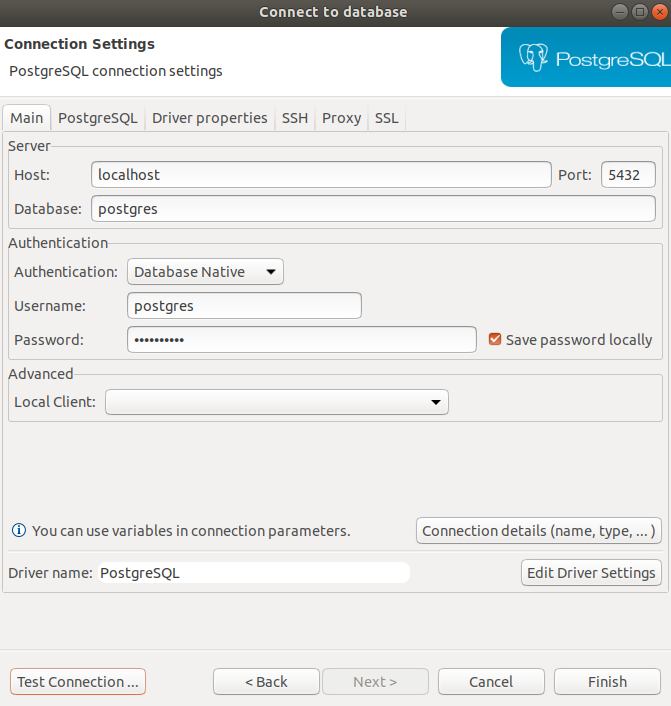 Connect to database
Connection Settings
PostgreSQL connection settings
PostgreSQL
Main PostgreSQL Driver properties SSH Proxy SSL
Server
Host: localhost Port: 5432
Database: postgres
Authentication
Authentication: Database Native
Username: postgres
Password: •••••••••• Save password locally
Advanced
Local Client:
You can use variables in connection parameters. Connection details (name, type, ... )
Driver name: PostgreSQL Edit Driver Settings
Test Connection ... < Back Next > Cancel Finish